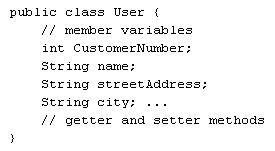 public class User {
// member variables
int CustomerNumber;
String name;
String streetAddress;
String city; ...
// getter and setter methods
}